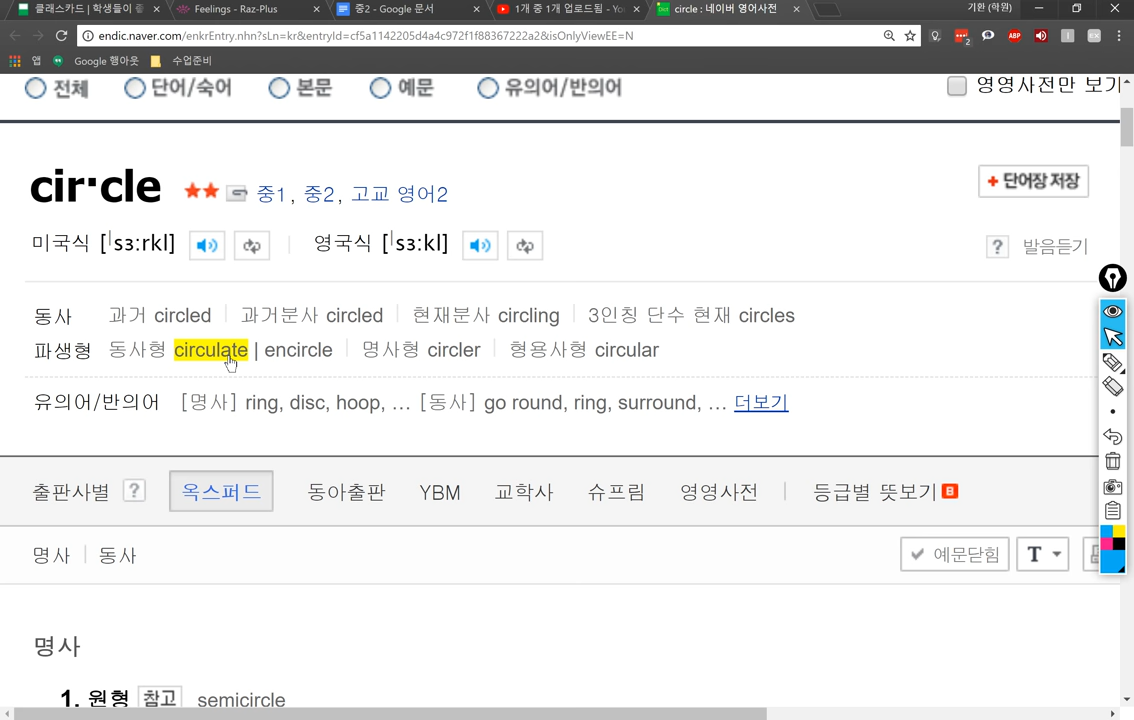 클래스카드 | 학생들이 좋
Feelings - Raz-Plus
중2 - Google 문서
1개 중 1개 업로드됨 - Yo
circle : 네이버 영어사전
기환 (학원)
endic.naver.com/enkrEntry.nhn?sLn=kr&entryId=cf5a1142205d4a4c972f1f88367222a2&isOnlyViewEE=N
앱 Google 행아웃 수업준비
전체 단어/숙어 본문 예문 유의어/반의어 영영사전만 보기
cir·cle 중1, 중2, 고교 영어2 + 단어장 저장
미국식 [ˈsɜ:rkl] 영국식 [ˈsɜ:kl] ? 발음듣기
동사 과거 circled 과거분사 circled 현재분사 circling 3인칭 단수 현재 circles
파생형 동사형 circulate | encircle 명사형 circler 형용사형 circular
유의어/반의어 [명사] ring, disc, hoop, … [동사] go round, ring, surround, … 더보기
출판사별 ? 옥스퍼드 동아출판 YBM 교학사 슈프림 영영사전 등급별 뜻보기 B
명사 동사 예문닫힘 T
명사
1. 원형 참고 semicircle